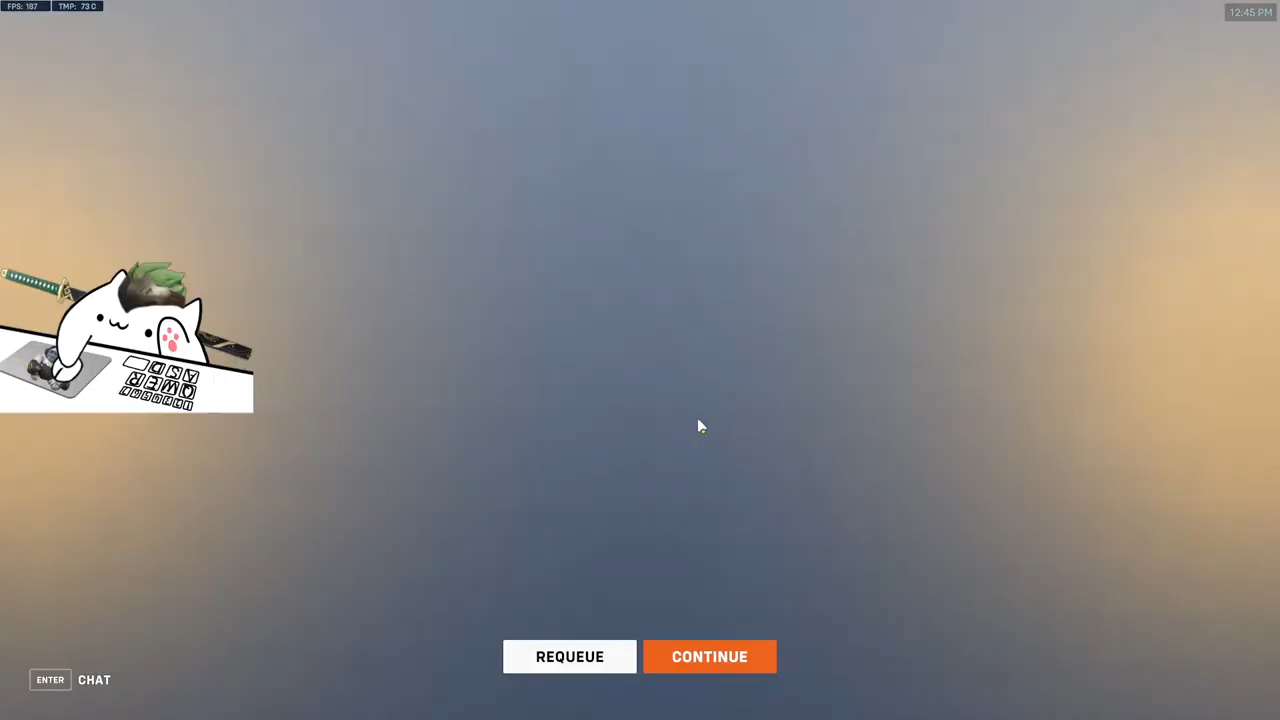 FPS: 187 TMP: 73 C
12:45 PM
REQUEUE CONTINUE
ENTER CHAT